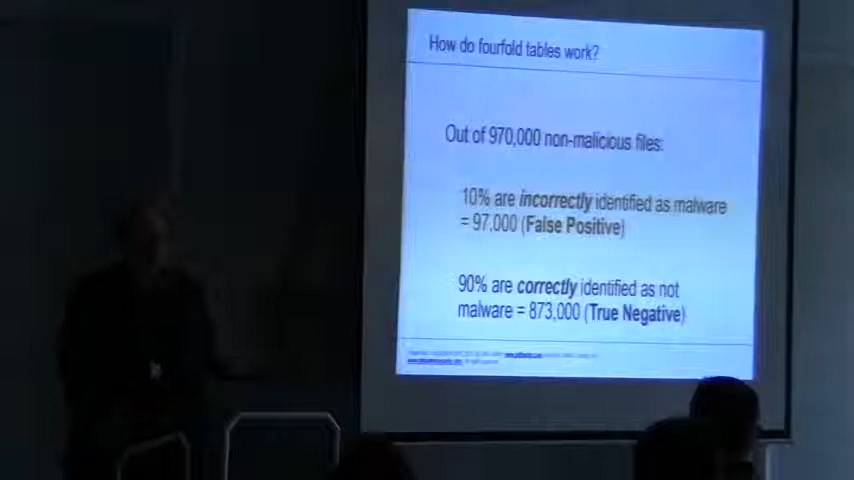 How do fourfold tables work?
Out of 970,000 non-malicious files:
10% are incorrectly identified as malware
= 97,000 (False Positive)
90% are correctly identified as not
malware = 873,000 (True Negative)